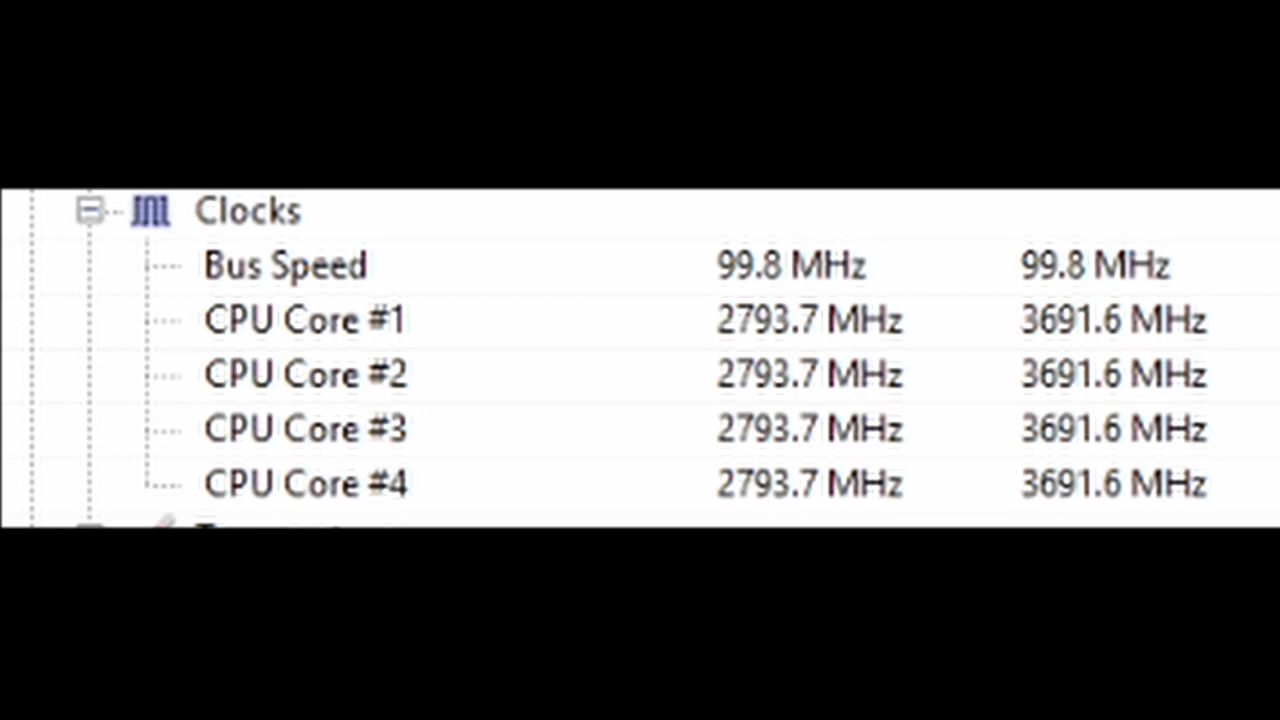 Clocks
Bus Speed 99.8 MHz 99.8 MHz
CPU Core #1 2793.7 MHz 3691.6 MHz
CPU Core #2 2793.7 MHz 3691.6 MHz
CPU Core #3 2793.7 MHz 3691.6 MHz
CPU Core #4 2793.7 MHz 3691.6 MHz